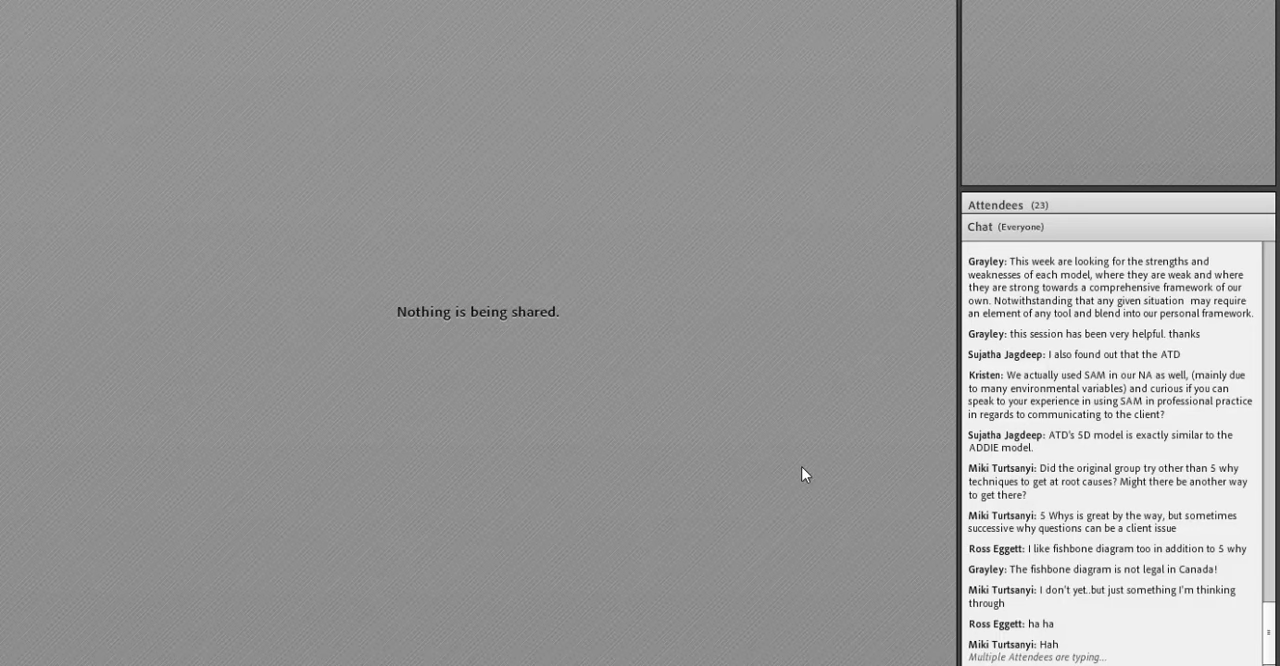 Nothing is being shared.
Attendees (23)
Chat (Everyone)
Grayley: This week are looking for the strengths and
weaknesses of each model, where they are weak and where
they are strong towards a comprehensive framework of our
own. Notwithstanding that any given situation may require
an element of any tool and blend into our personal framework.
Grayley: this session has been very helpful. thanks
Sujatha Jagdeep: I also found out that the ATD
Kristen: We actually used SAM in our NA as well, (mainly due
to many environmental variables) and curious if you can
speak to your experience in using SAM in professional practice
in regards to communicating to the client?
Sujatha Jagdeep: ATD's 5D model is exactly similar to the
ADDIE model.
Miki Turtsanyi: Did the original group try other than 5 why
techniques to get at root causes? Might there be another way
to get there?
Miki Turtsanyi: 5 Whys is great by the way, but sometimes
successive why questions can be a client issue
Ross Eggett: I like fishbone diagram too in addition to 5 why
Grayley: The fishbone diagram is not legal in Canada!
Miki Turtsanyi: I don't yet..but just something I'm thinking
through
Ross Eggett: ha ha
Miki Turtsanyi: Hah
Multiple Attendees are typing...